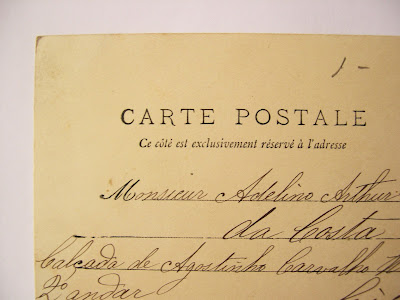 1 -
CARTE POSTALE
Ce côté est exclusivement réservé à l'adresse
Monsieur Adelino Arthur
da Costa
Calçada de Agostinho Carvalho
2º andar